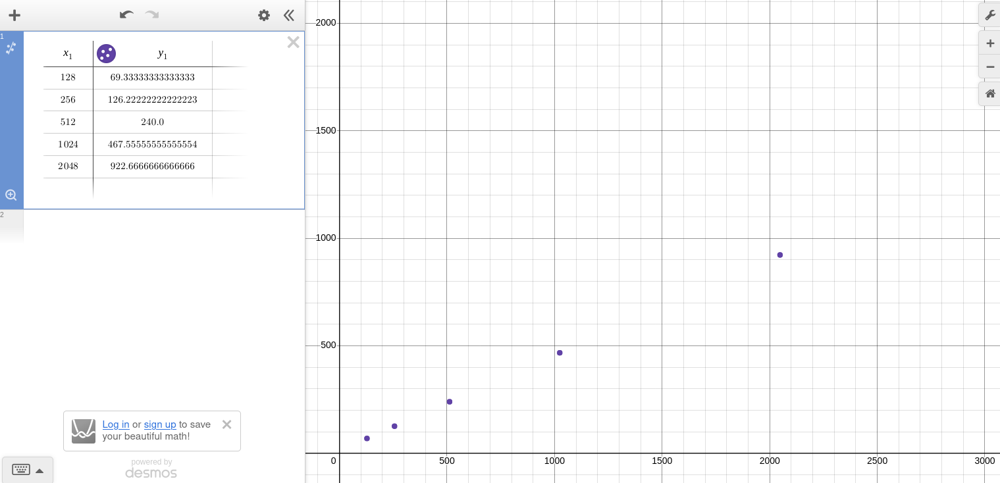 1
x₁ y₁
128 69.33333333333333
256 126.22222222222223
512 240.0
1024 467.55555555555554
2048 922.6666666666666
2
Log in or sign up to save
your beautiful math!
powered by
desmos
2000
1500
1000
500
0 500 1000 1500 2000 2500 3000